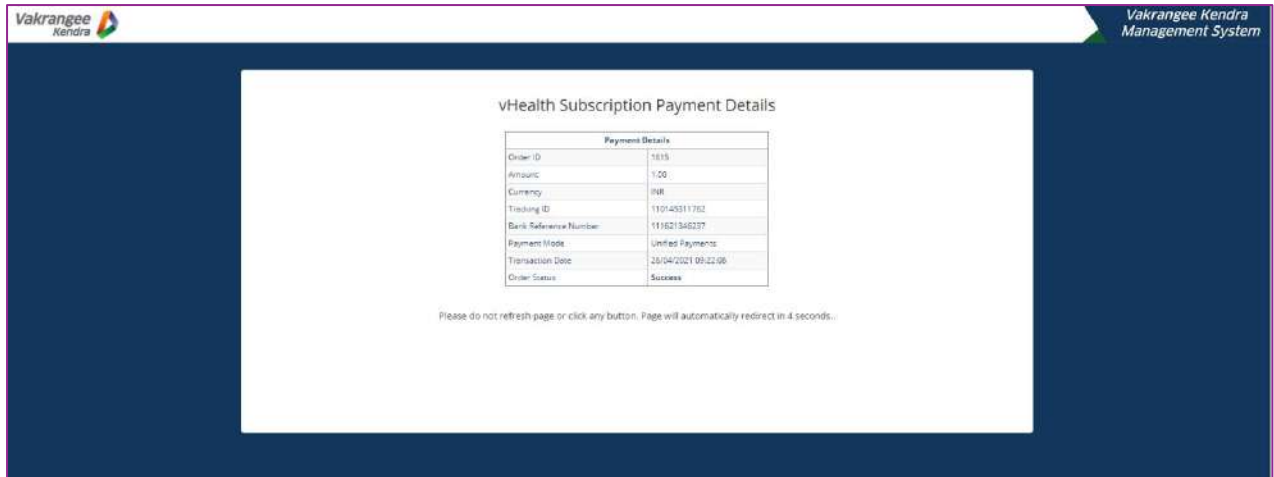 Vakrangee
Kendra
Vakrangee Kendra
Management System
vHealth Subscription Payment Details
Payment Details
Order ID 1615
Amount 1.00
Currency INR
Tracking ID 110145311762
Bank Reference Number 111621346237
Payment Mode Unified Payments
Transaction Date 26/04/2021 09:22:06
Order Status Success
Please do not refresh page or click any button. Page will automatically redirect in 4 seconds..